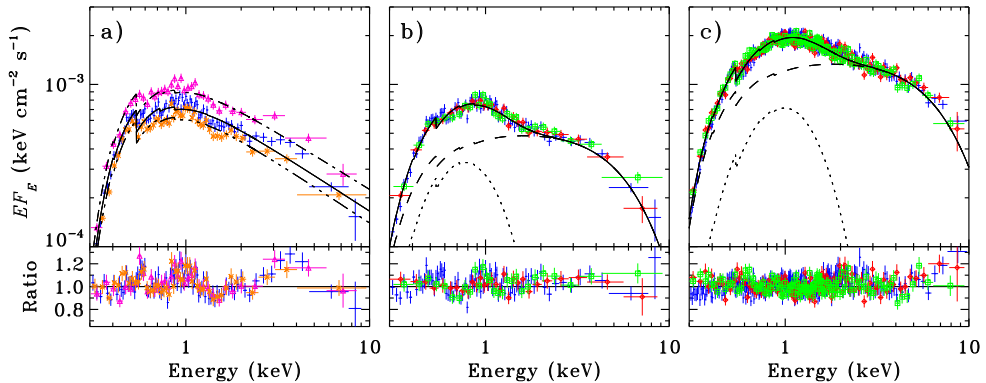 a)
b)
c)
EF_E (keV cm⁻² s⁻¹)
10⁻³
10⁻⁴
Ratio
1.2
1.0
0.8
1
10
1
10
1
10
Energy (keV)
Energy (keV)
Energy (keV)